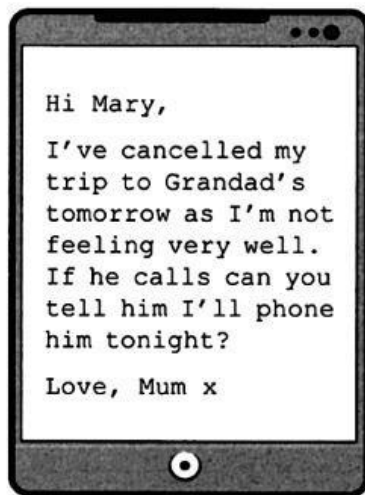 Hi Mary,
I've cancelled my
trip to Grandad's
tomorrow as I'm not
feeling very well.
If he calls can you
tell him I'll phone
him tonight?
Love, Mum x